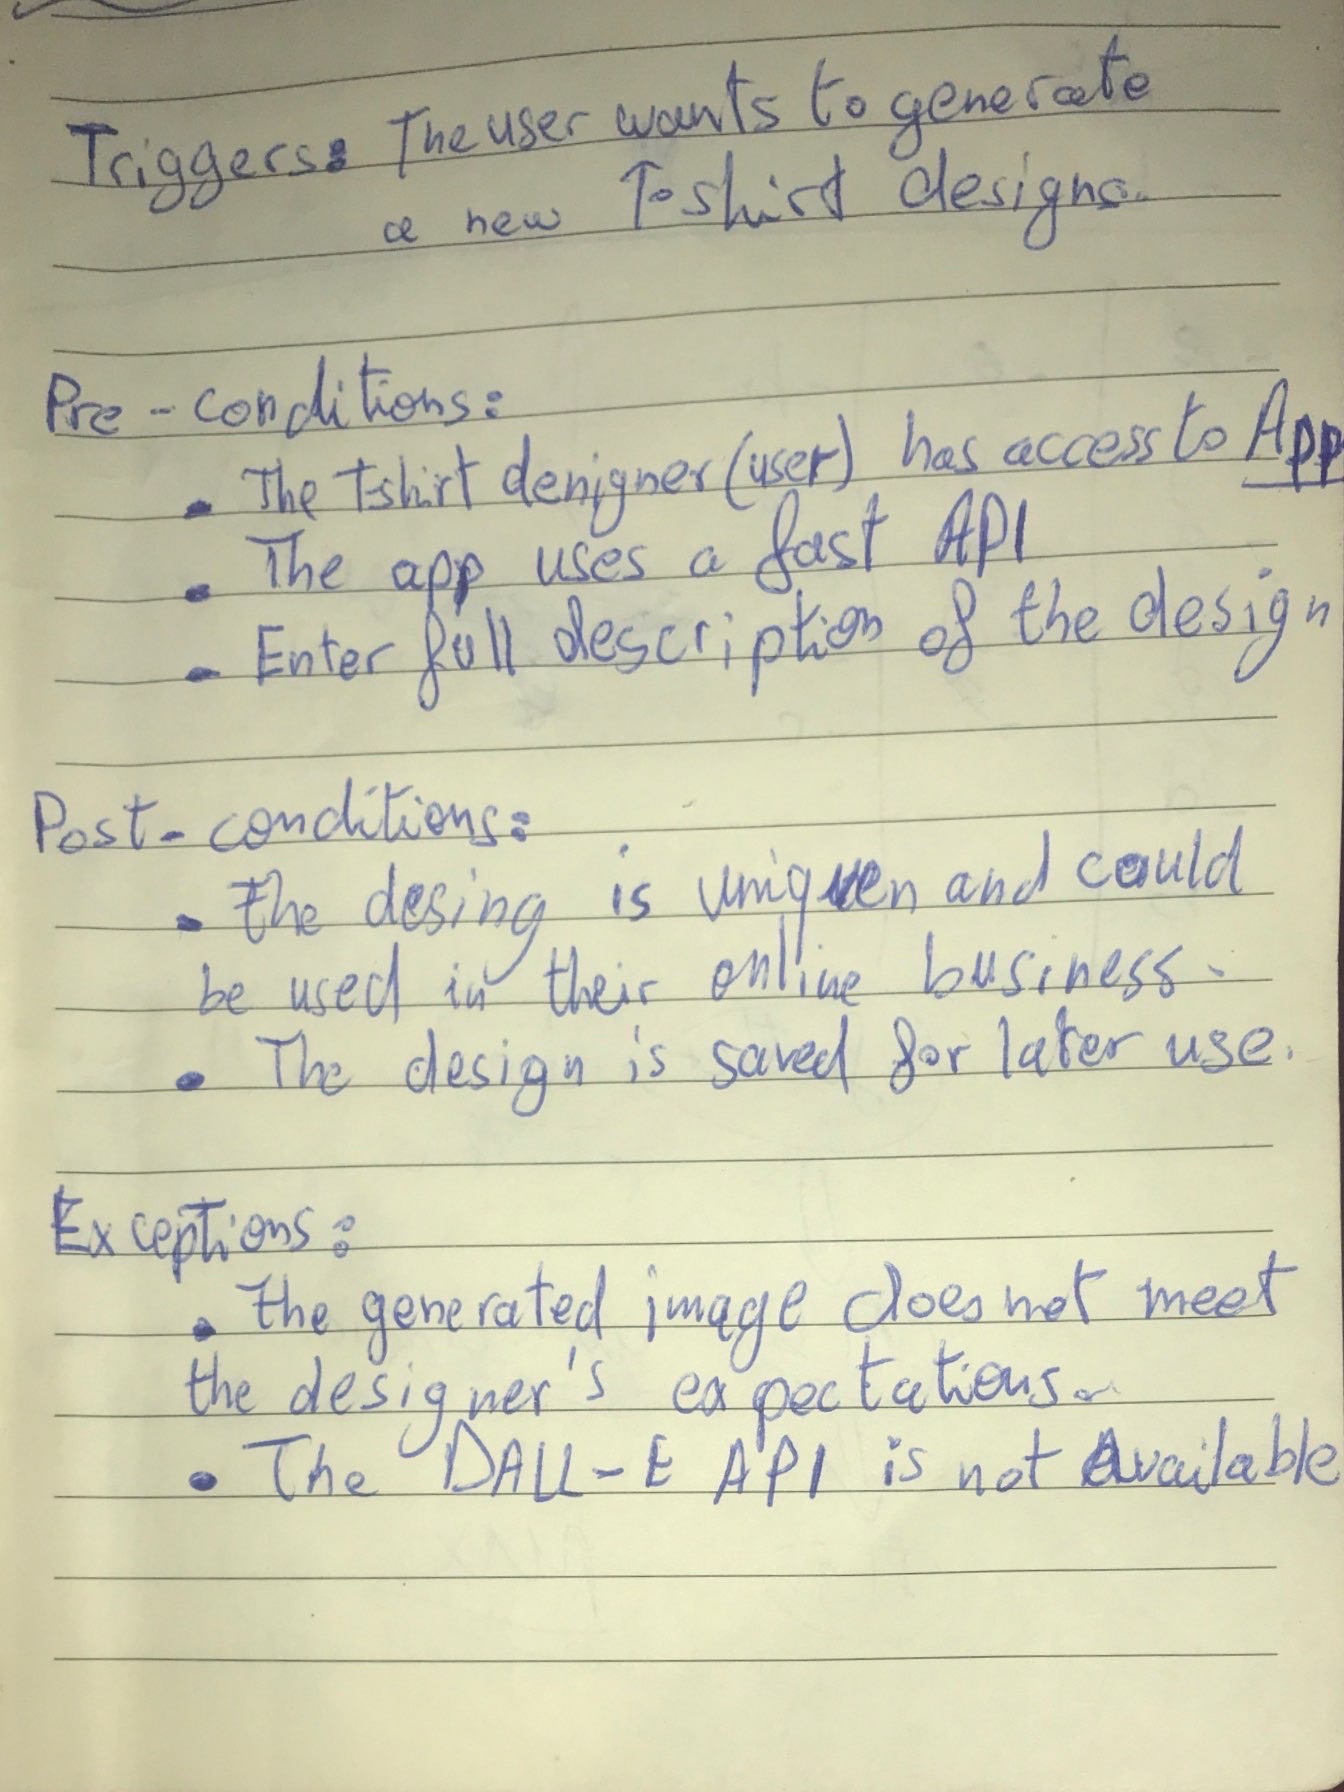 Triggers: The user wants to generate
a new T-shirt designs.
Pre-conditions:
• The t-shirt denigner (user) has access to App
• The app uses a fast API
• Enter full description of the design
Post-conditions:
• the desing is uniquen and could
be used in their online business.
• The design is saved for later use.
Exceptions:
• the generated image does not meet
the designer's expectations.
• The DALL-E API is not Available